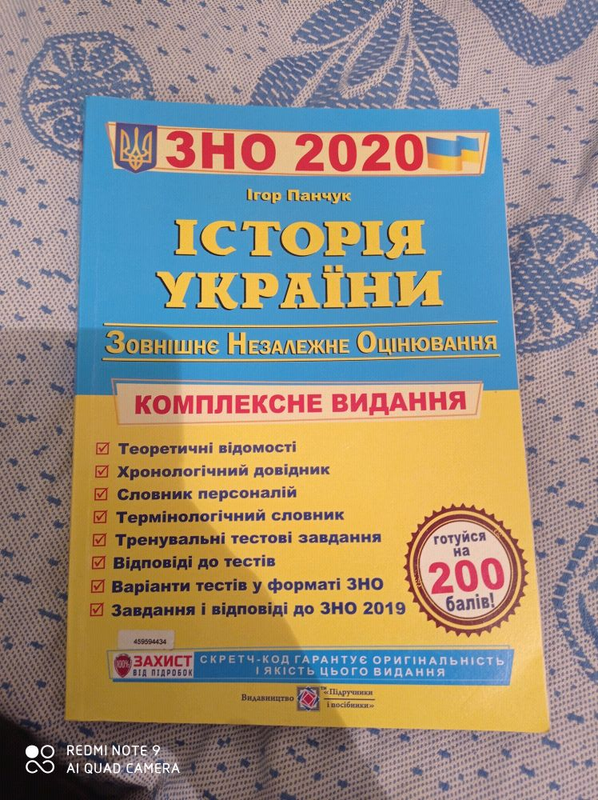 ЗНО 2020
Ігор Панчук
ІСТОРІЯ
УКРАЇНИ
Зовнішнє Незалежне Оцінювання
КОМПЛЕКСНЕ ВИДАННЯ
Теоретичні відомості
Хронологічний довідник
Словник персоналій
Термінологічний словник
Тренувальні тестові завдання
Відповіді до тестів
Варіанти тестів у форматі ЗНО
Завдання і відповіді до ЗНО 2019
готуйся
на
200
балів!
459594434
100%
ЗАХИСТ
ВІД ПІДРОБОК
СКРЕТЧ-КОД ГАРАНТУЄ ОРИГІНАЛЬНІСТЬ
І ЯКІСТЬ ЦЬОГО ВИДАННЯ
Видавництво
«Підручники
і посібники»
REDMI NOTE 9
AI QUAD CAMERA